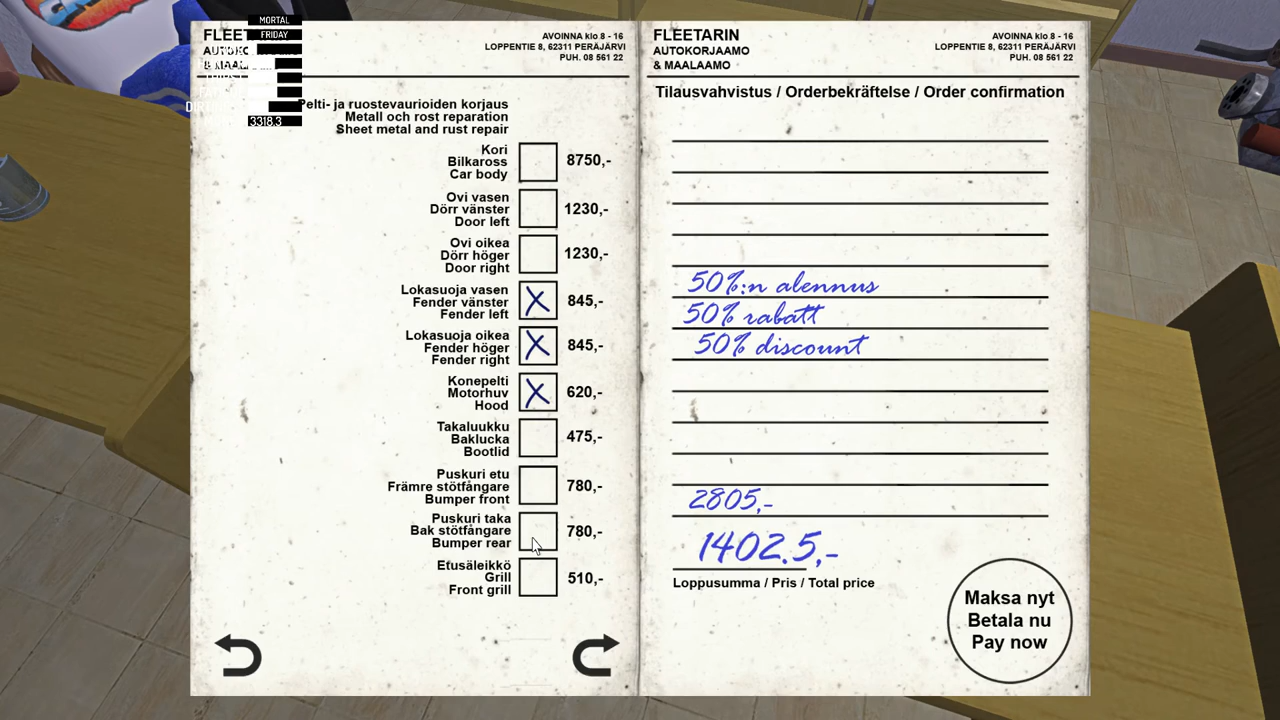 MORTAL
FRIDAY
3318.3
FLEET
AVOINNA klo 8 - 16
LOPPENTIE 8, 62311 PERÄJÄRVI
PUH. 08 561 22
Pelti- ja ruostevaurioiden korjaus
Metall och rost reparation
Sheet metal and rust repair
Kori
Bilkaross
Car body
8750,-
Ovi vasen
Dörr vänster
Door left
1230,-
Ovi oikea
Dörr höger
Door right
1230,-
Lokasuoja vasen
Fender vänster
Fender left
X
845,-
Lokasuoja oikea
Fender höger
Fender right
X
845,-
Konepelti
Motorhuv
Hood
X
620,-
Takaluukku
Baklucka
Bootlid
475,-
Puskuri etu
Främre stötfångare
Bumper front
780,-
Puskuri taka
Bak stötfångare
Bumper rear
780,-
Etusäleikkö
Grill
Front grill
510,-
FLEETARIN
AUTOKORJAAMO
& MAALAAMO
AVOINNA klo 8 - 16
LOPPENTIE 8, 62311 PERÄJÄRVI
PUH. 08 561 22
Tilausvahvistus / Orderbekräftelse / Order confirmation
50%:n alennus
50% rabatt
50% discount
2805,-
1402.5,-
Loppusumma / Pris / Total price
Maksa nyt
Betala nu
Pay now